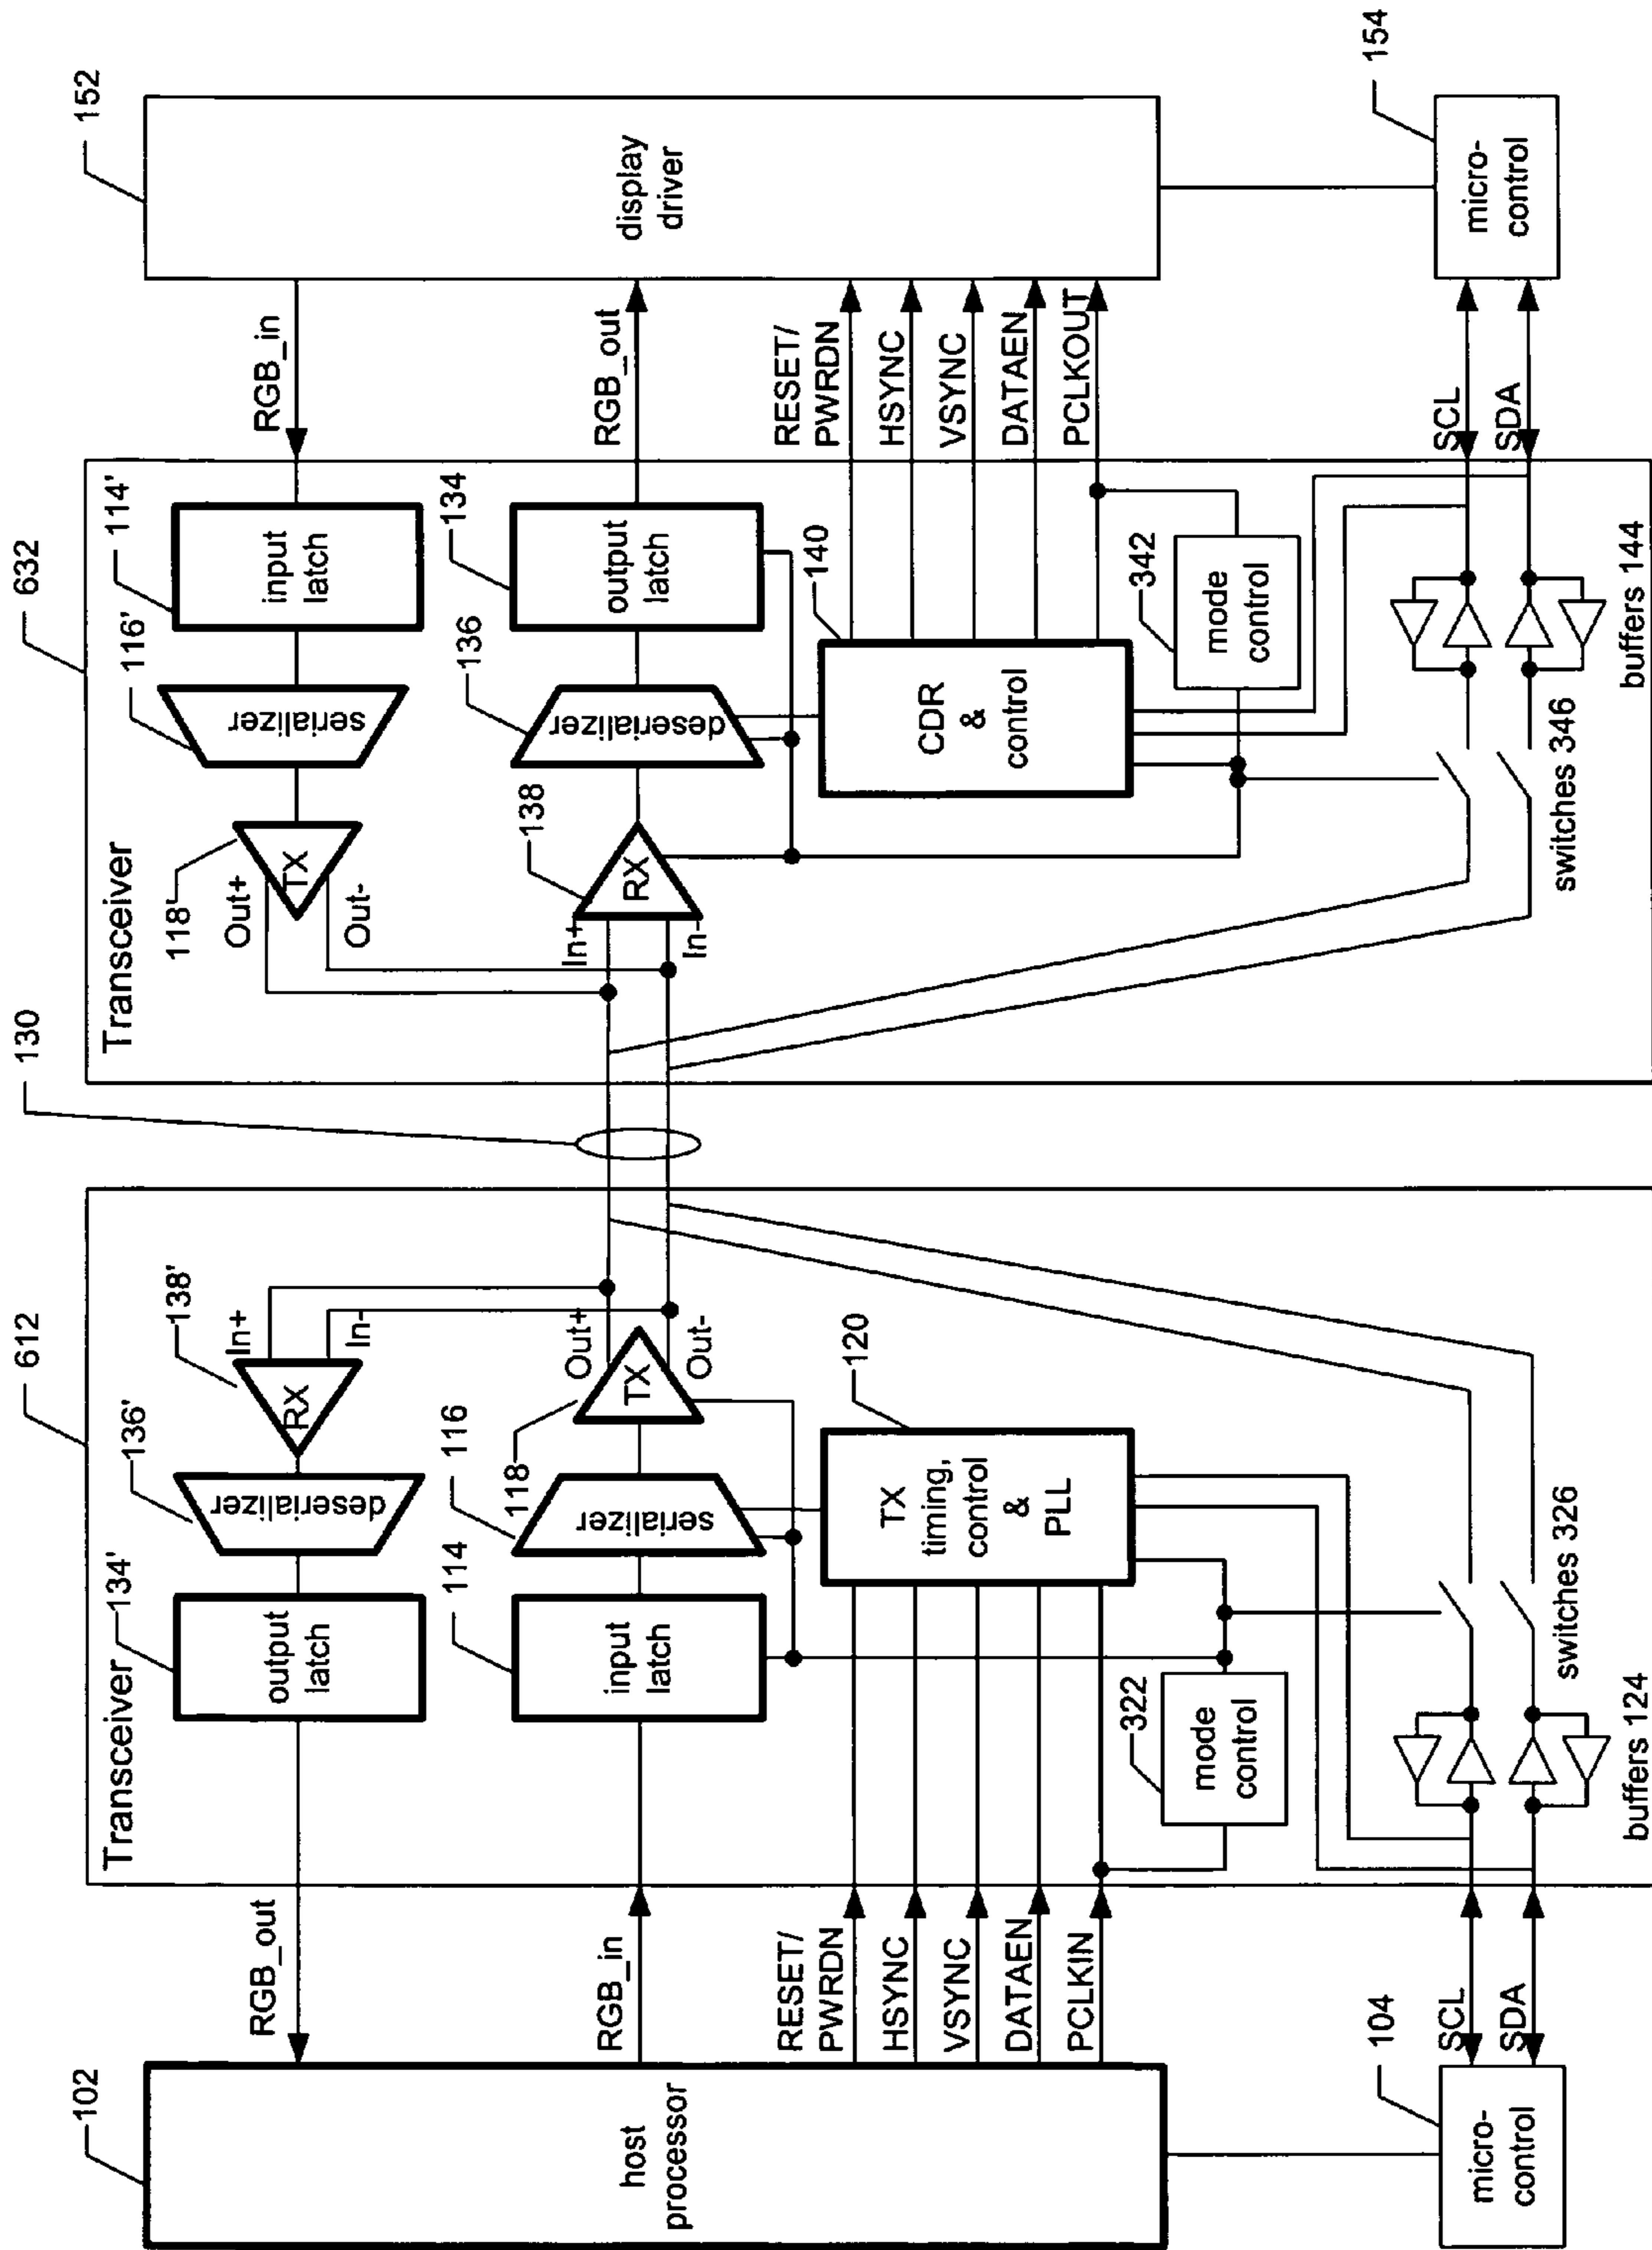 102
host
processor
104
micro-
control
RGB_out
RGB_in
RESET/
PWRDN
HSYNC
VSYNC
DATAEN
PCLKIN
SCL
SDA
612
Transceiver
134'
output
latch
136'
deserializer
138'
RX
In+
In-
114
input
latch
116
serializer
118
TX
Out+
Out-
120
TX
timing,
control
&
PLL
322
mode
control
buffers 124
switches 326
130
632
Transceiver
118'
TX
Out+
Out-
116'
serializer
114'
input
latch
138
RX
In+
In-
136
deserializer
134
output
latch
140
CDR
&
control
342
mode
control
switches 346
buffers 144
RGB_in
RGB_out
RESET/
PWRDN
HSYNC
VSYNC
DATAEN
PCLKOUT
SCL
SDA
152
display
driver
154
micro-
control